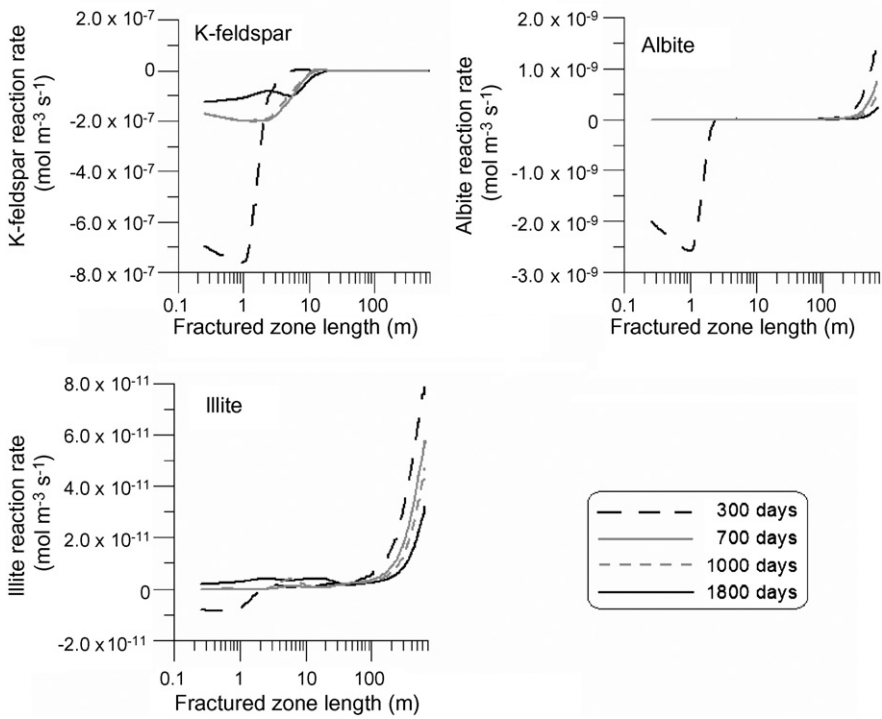 K-feldspar
K-feldspar reaction rate
(mol m⁻³ s⁻¹)
-2.0 x 10⁻⁷
0
-2.0 x 10⁻⁷
-4.0 x 10⁻⁷
-6.0 x 10⁻⁷
-8.0 x 10⁻⁷
0.1 1 10 100
Fractured zone length (m)
Albite
Albite reaction rate
(mol m⁻³ s⁻¹)
2.0 x 10⁻⁹
1.0 x 10⁻⁹
0
-1.0 x 10⁻⁹
-2.0 x 10⁻⁹
-3.0 x 10⁻⁹
0.1 1 10 100
Fractured zone length (m)
Illite
Illite reaction rate
(mol m⁻³ s⁻¹)
8.0 x 10⁻¹¹
6.0 x 10⁻¹¹
4.0 x 10⁻¹¹
2.0 x 10⁻¹¹
0
-2.0 x 10⁻¹¹
0.1 1 10 100
Fractured zone length (m)
300 days
700 days
1000 days
1800 days